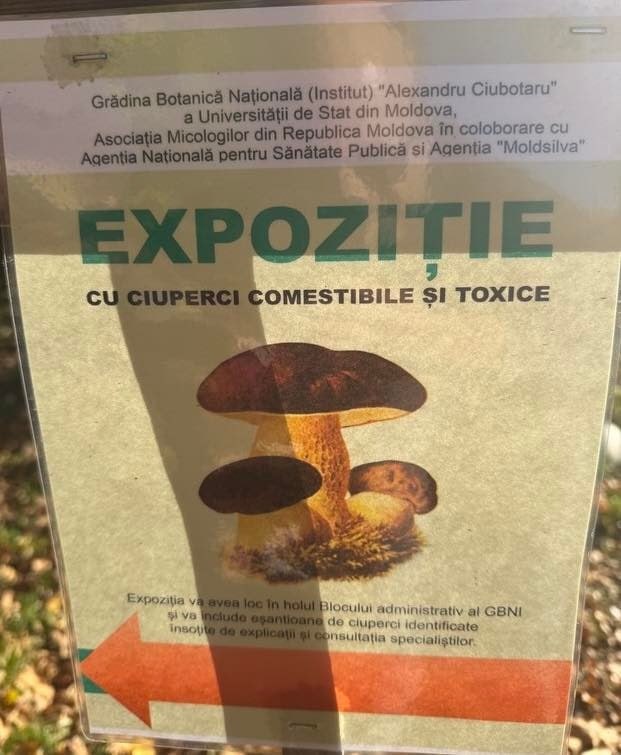 Grădina Botanică Națională (Institut) "Alexandru Ciubotaru"
a Universității de Stat din Moldova,
Asociația Micologilor din Republica Moldova în coloborare cu
Agenția Națională pentru Sănătate Publică si Agenția "Moldsilva"
EXPOZIȚIE
CU CIUPERCI COMESTIBILE ȘI TOXICE
Expoziția va avea loc în holul Blocului administrativ al GBNI
și va include eșantioane de ciuperci identificate
însoțite de explicații și consultația specialiștilor.